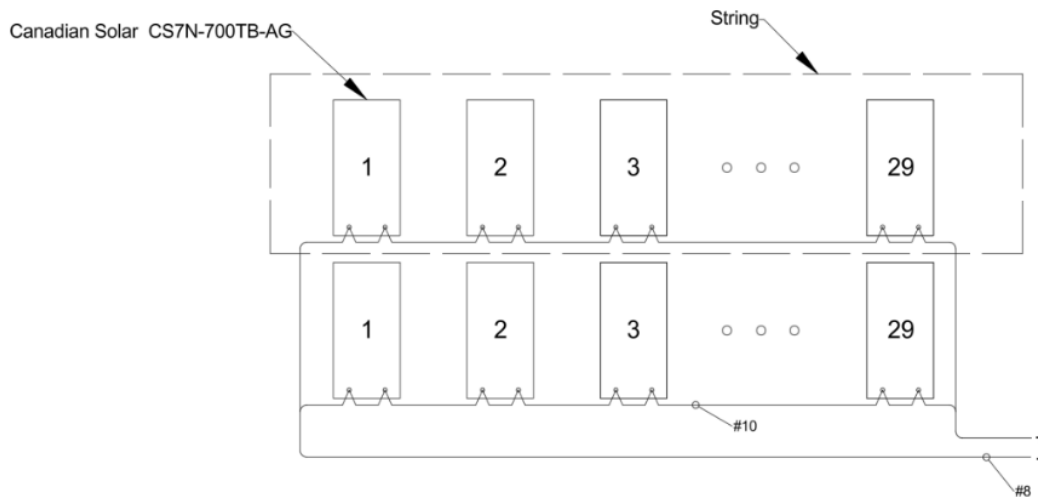 String
Canadian Solar CS7N-700TB-AG
1 2 3 29
1 2 3 29
#10
#8